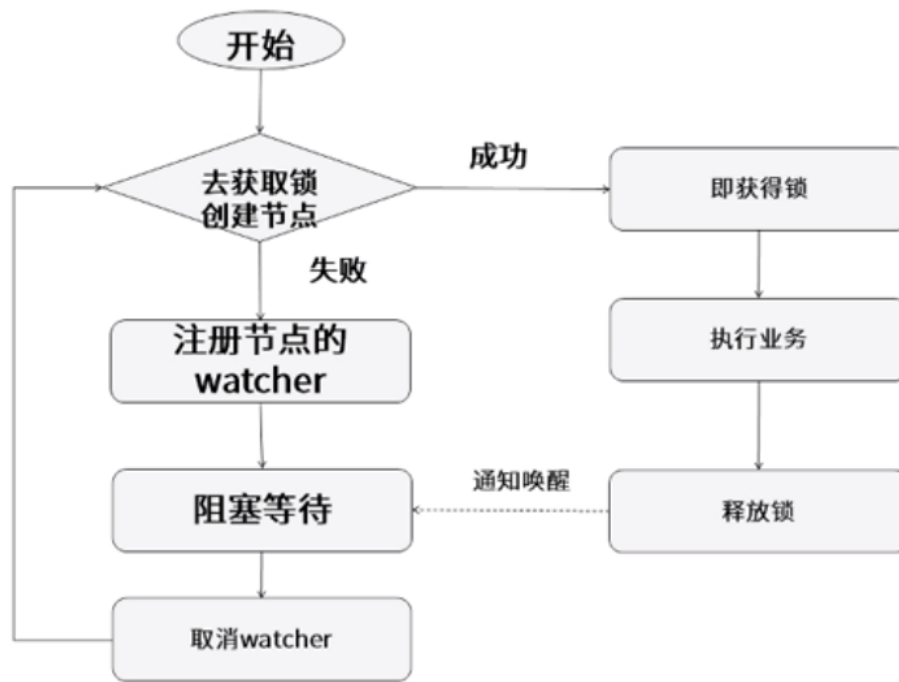 开始
去获取锁
创建节点
成功
即获得锁
失败
注册节点的
watcher
执行业务
阻塞等待
通知唤醒
释放锁
取消watcher